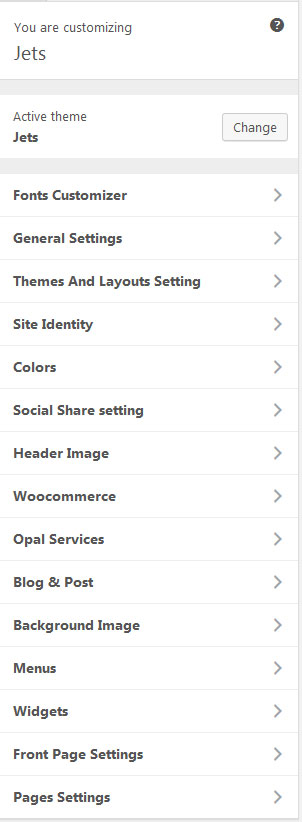 You are customizing
Jets
Active theme
Jets
Change
Fonts Customizer
General Settings
Themes And Layouts Setting
Site Identity
Colors
Social Share setting
Header Image
Woocommerce
Opal Services
Blog & Post
Background Image
Menus
Widgets
Front Page Settings
Pages Settings